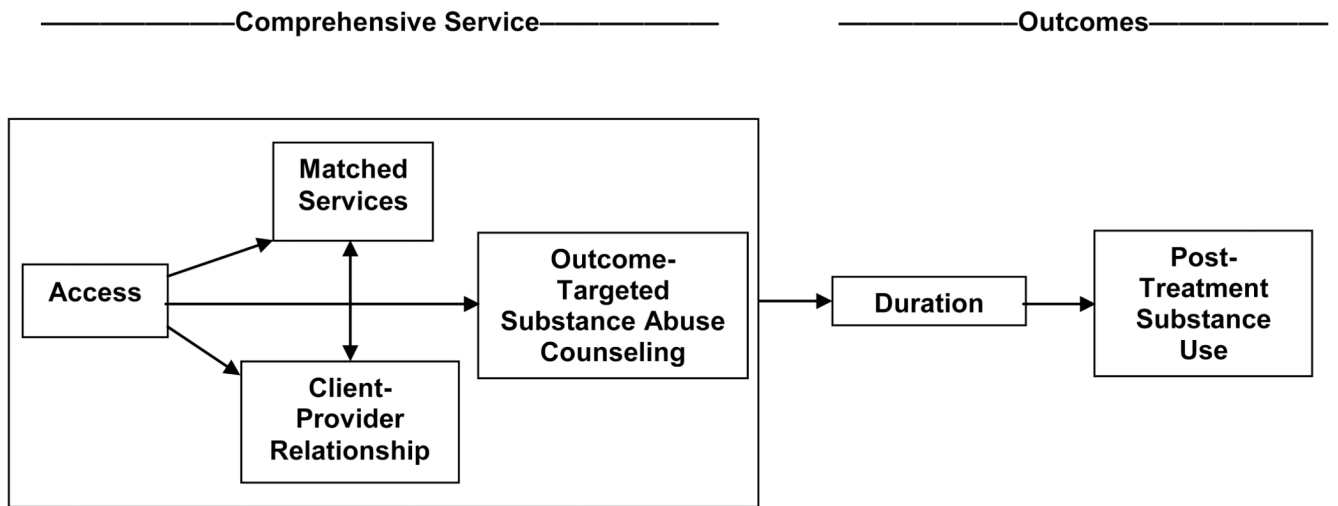 Comprehensive Service
Outcomes
Matched
Services
Access
Outcome-
Targeted
Substance Abuse
Counseling
Client-
Provider
Relationship
Duration
Post-
Treatment
Substance
Use